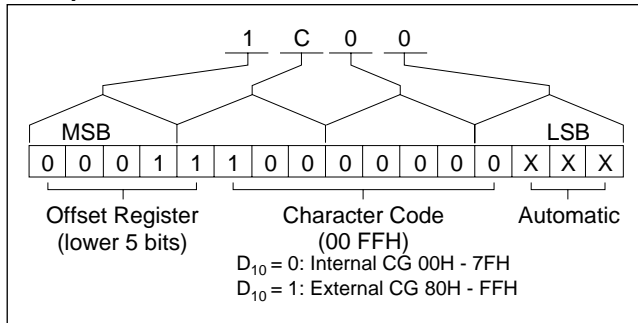 1 C 0 0
MSB LSB
0 0 0 1 1 1 0 0 0 0 0 0 0 X X X
Offset Register
(lower 5 bits)
Character Code
(00 FFH)
Automatic
D10 = 0: Internal CG 00H - 7FH
D10 = 1: External CG 80H - FFH